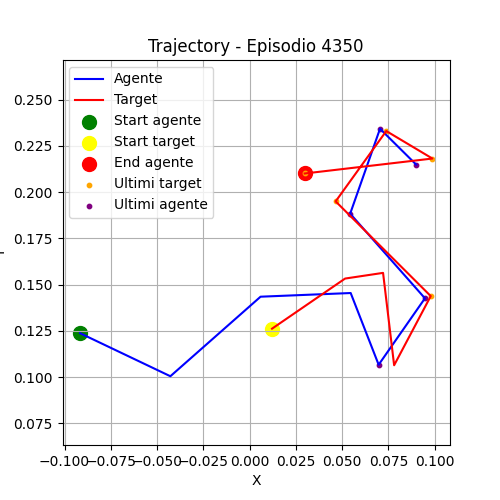 Trajectory - Episodio 4350
Agente
Target
Start agente
Start target
End agente
Ultimi target
Ultimi agente
0.250
0.225
0.200
0.175
0.150
0.125
0.100
0.075
−0.100 −0.075 −0.050 −0.025 0.000 0.025 0.050 0.075 0.100
X